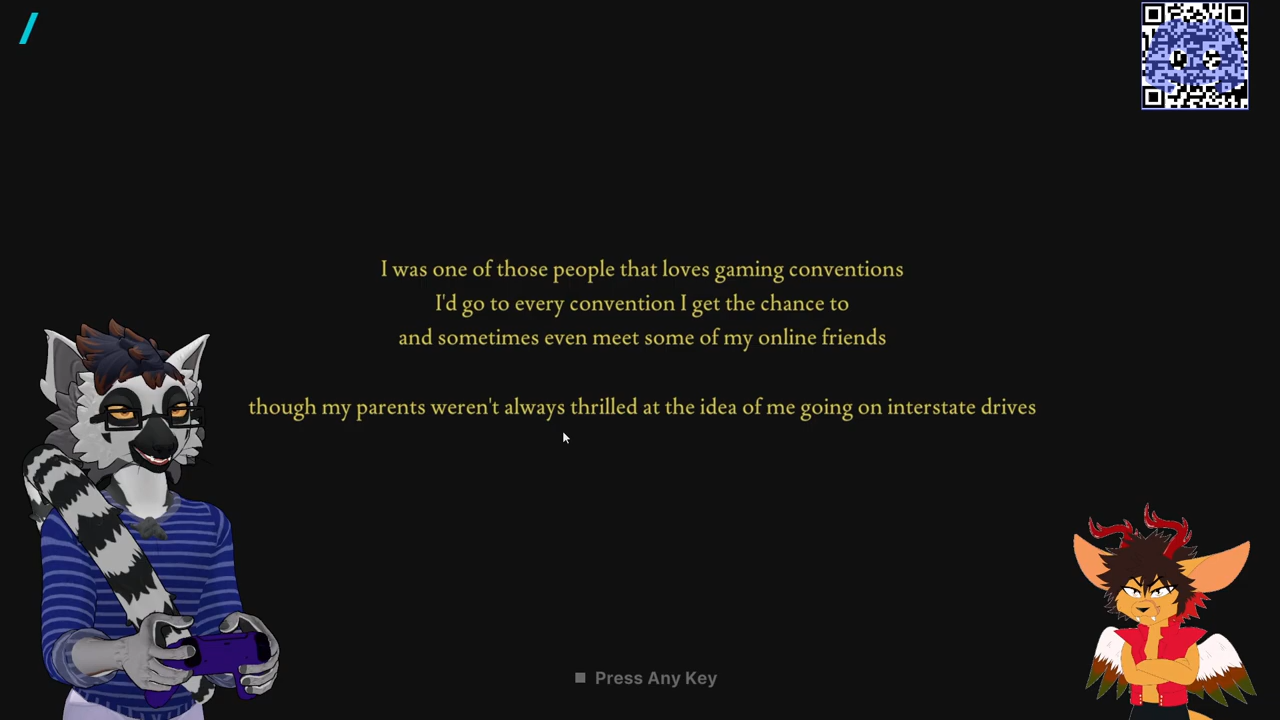 I was one of those people that loves gaming conventions
I'd go to every convention I get the chance to
and sometimes even meet some of my online friends
though my parents weren't always thrilled at the idea of me going on interstate drives
Press Any Key